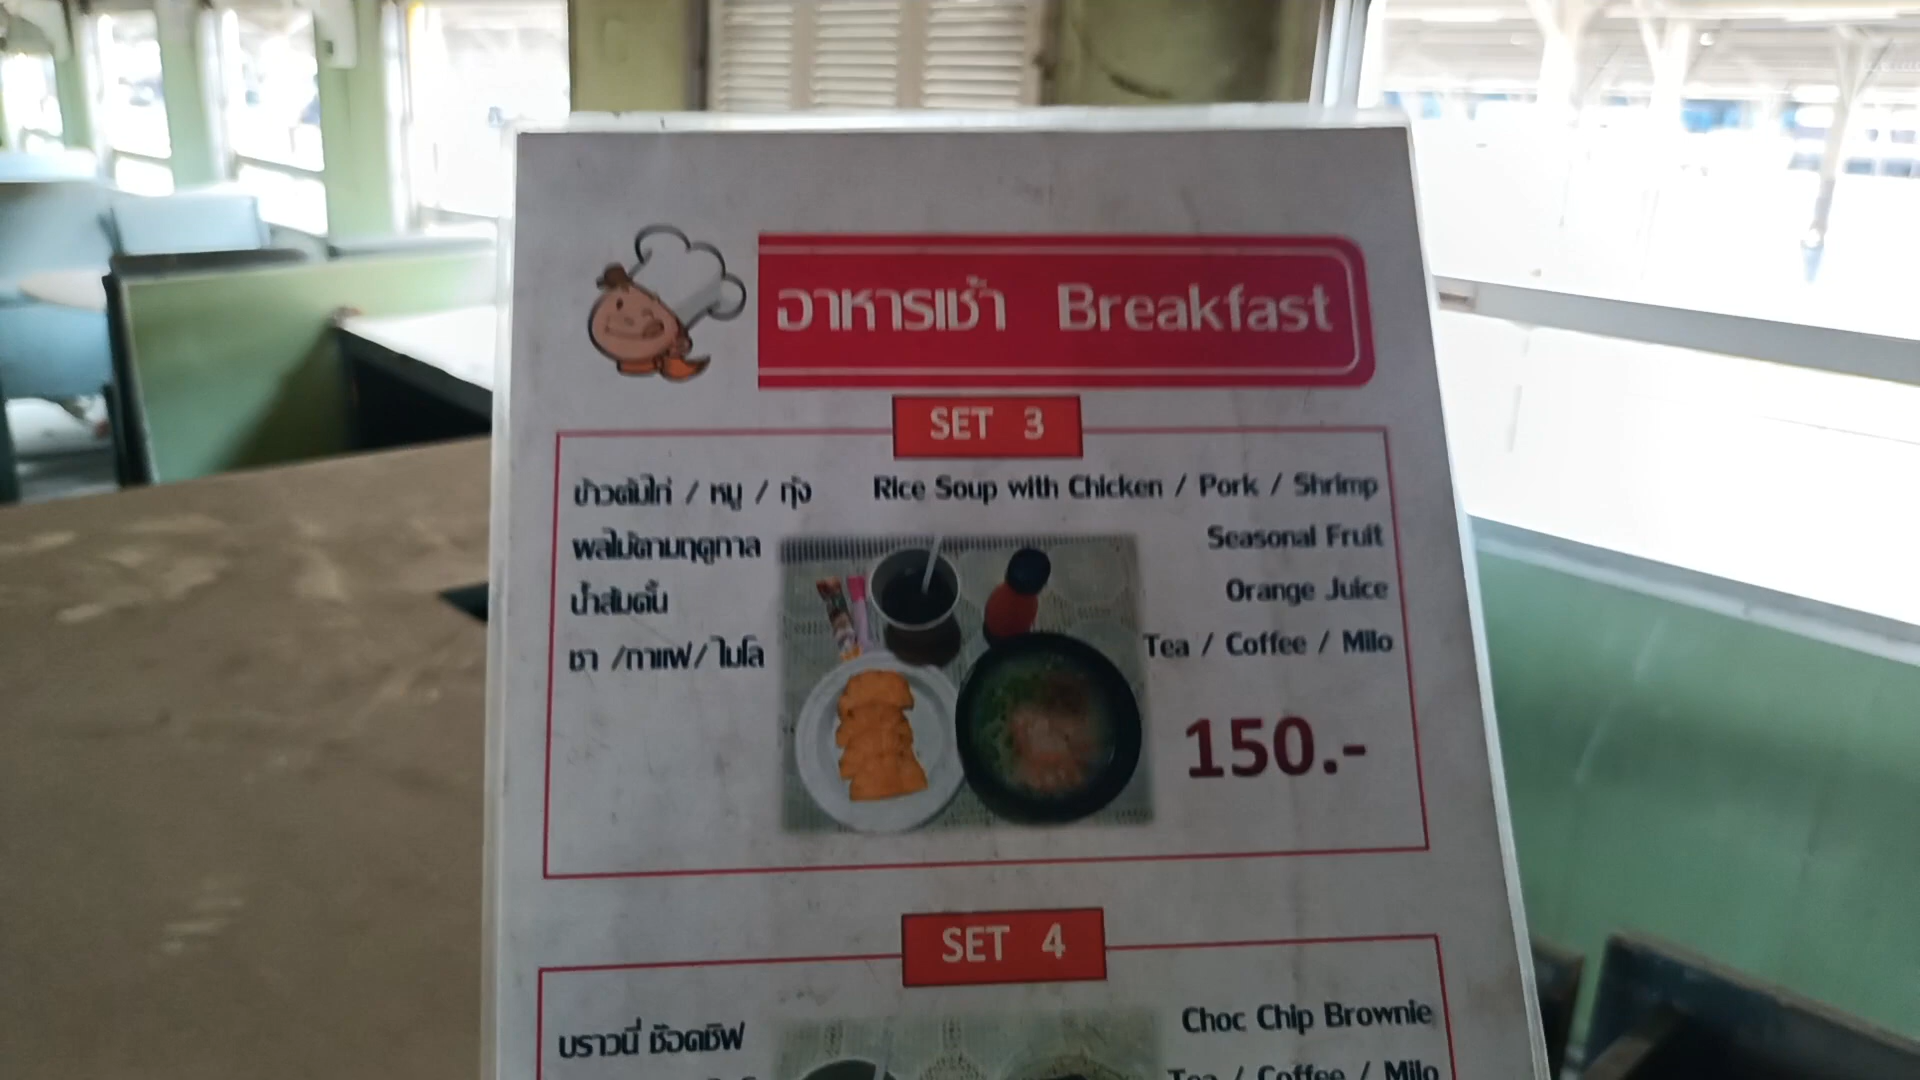 อาหารเช้า Breakfast
SET 3
ข้าวต้มไก่ / หมู / กุ้ง Rice Soup with Chicken / Pork / Shrimp
ผลไม้ตามฤดูกาล Seasonal Fruit
น้ำส้มคั้น Orange Juice
ชา /กาแฟ/ ไมโล Tea / Coffee / Milo
150.-
SET 4
บราวนี่ ช๊อคชิฟ Choc Chip Brownie
Tea / Coffee / Milo